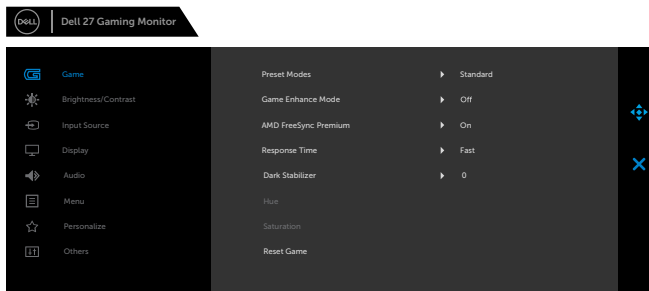 DELL
Dell 27 Gaming Monitor
Game
Brightness/Contrast
Input Source
Display
Audio
Menu
Personalize
Others
Preset Modes Standard
Game Enhance Mode Off
AMD FreeSync Premium On
Response Time Fast
Dark Stabilizer 0
Hue
Saturation
Reset Game